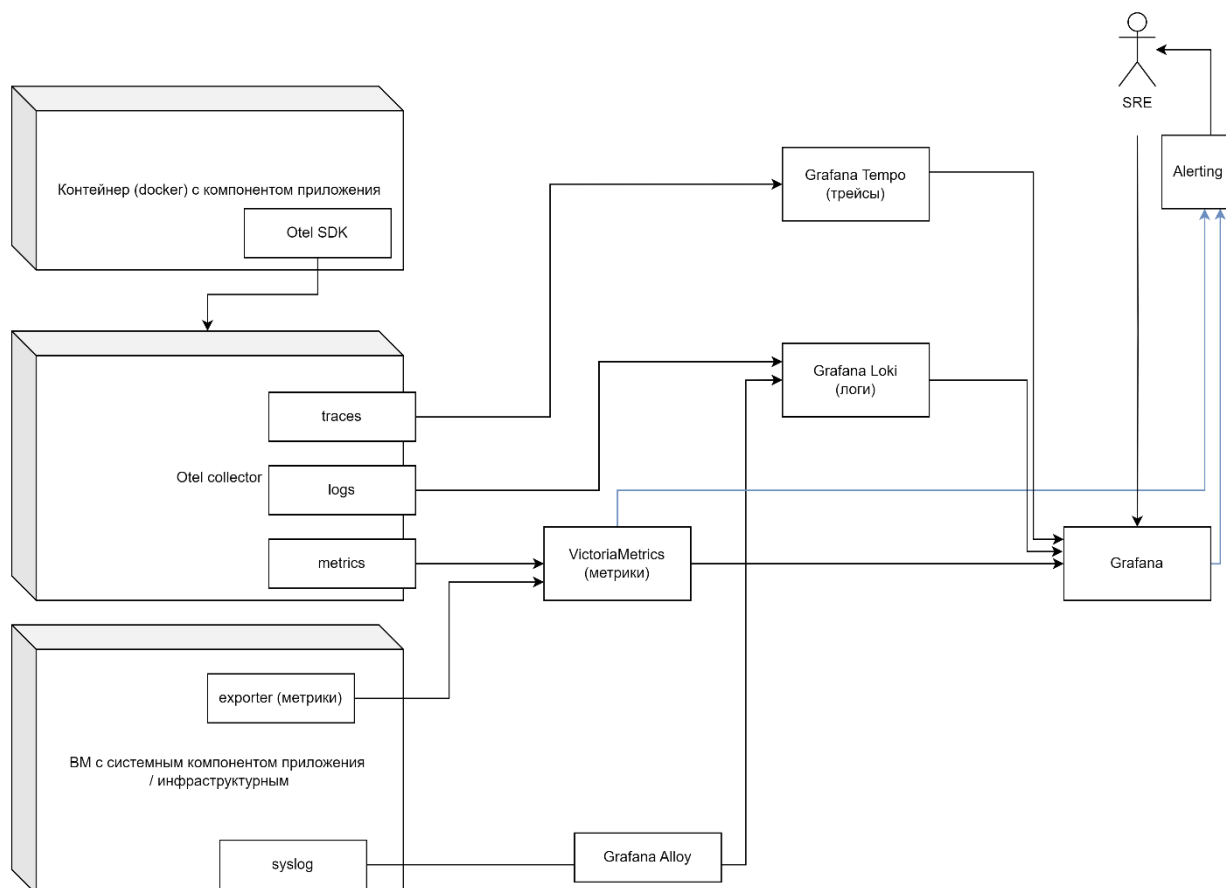 SRE
Alerting
Контейнер (docker) с компонентом приложения
Otel SDK
Grafana Tempo
(трейсы)
Grafana Loki
(логи)
traces
Otel collector
logs
metrics
VictoriaMetrics
(метрики)
Grafana
exporter (метрики)
ВМ с системным компонентом приложения
/ инфраструктурным
syslog
Grafana Alloy